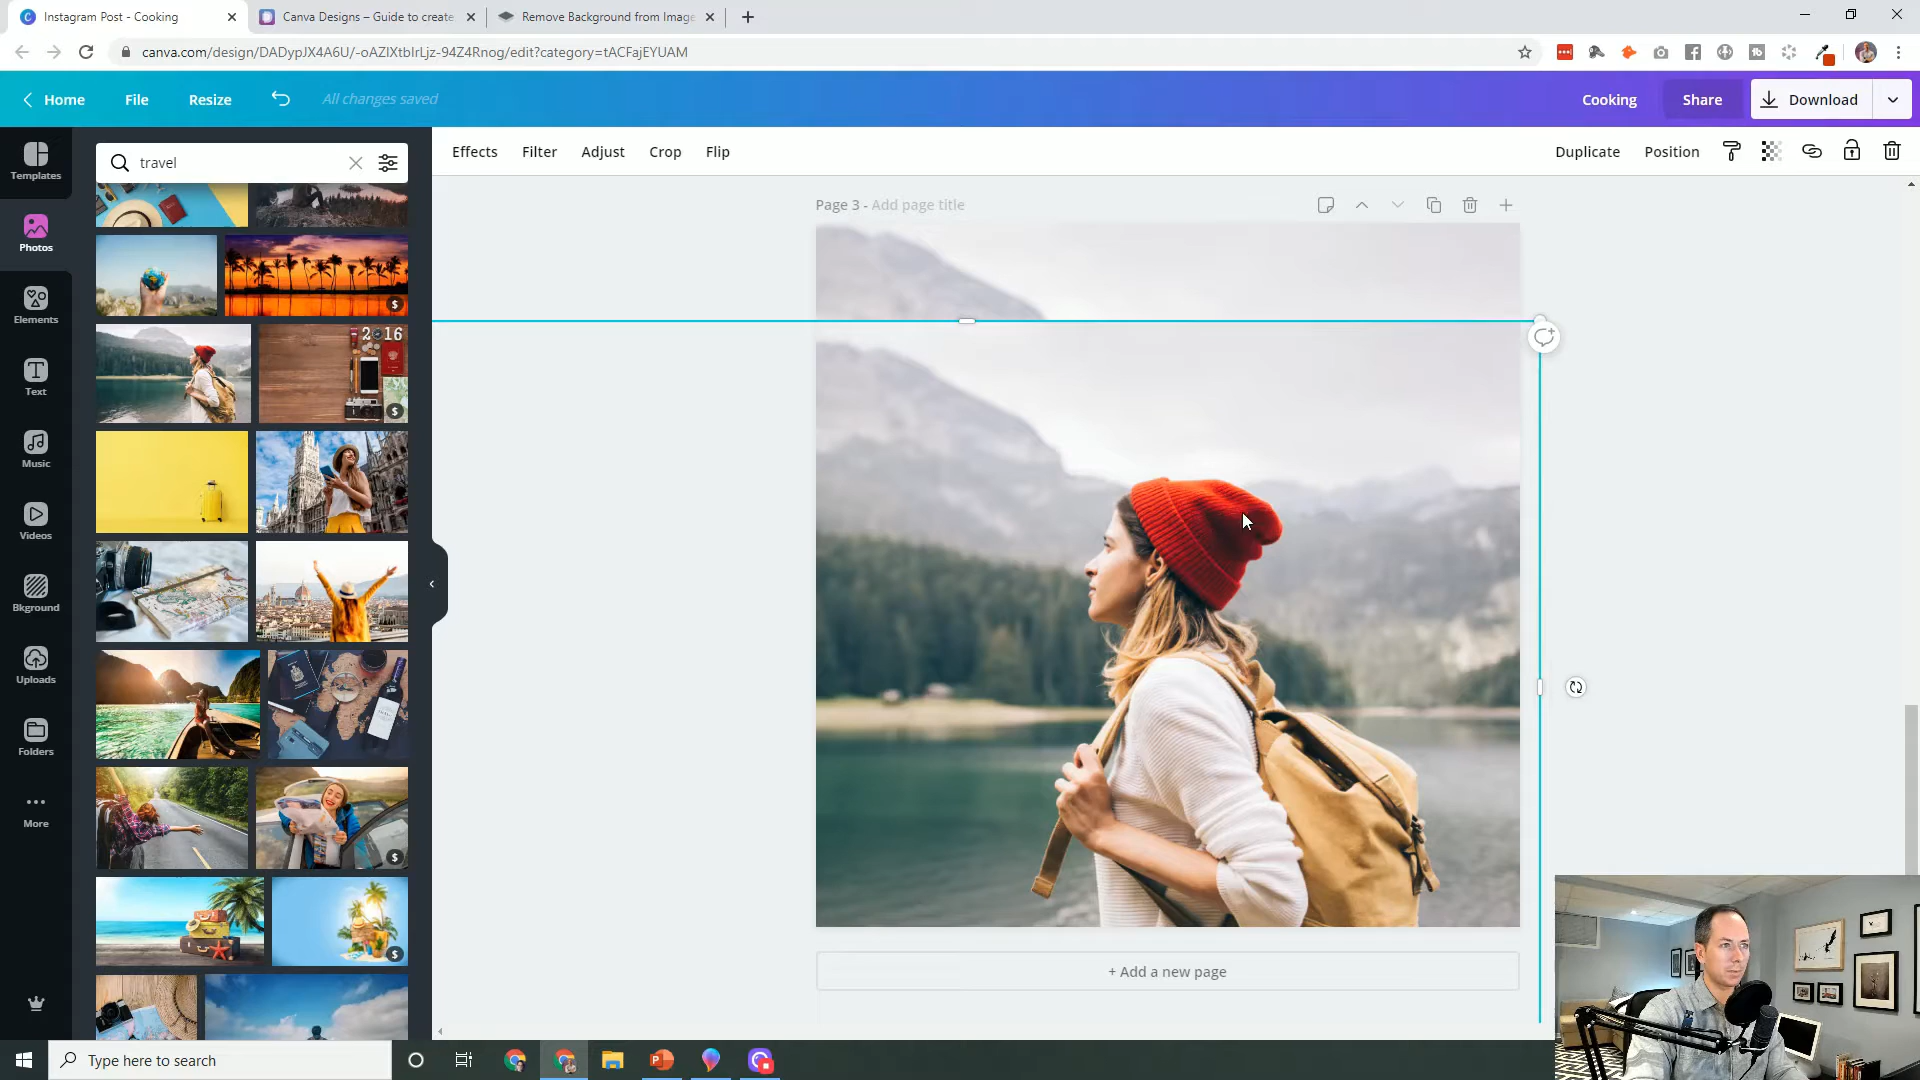 Instagram Post - Cooking
Canva Designs – Guide to create
Remove Background from Image
canva.com/design/DADypJX4A6U/-oAZIXtbIrLjz-94Z4Rnog/edit?category=tACFajEYUAM
Home
File
Resize
All changes saved
Cooking
Share
Download
Templates
Photos
Elements
Text
Music
Videos
Bkground
Uploads
Folders
More
travel
$
2016
$
$
$
Effects
Filter
Adjust
Crop
Flip
Duplicate
Position
Page 3 - Add page title
+ Add a new page
Type here to search